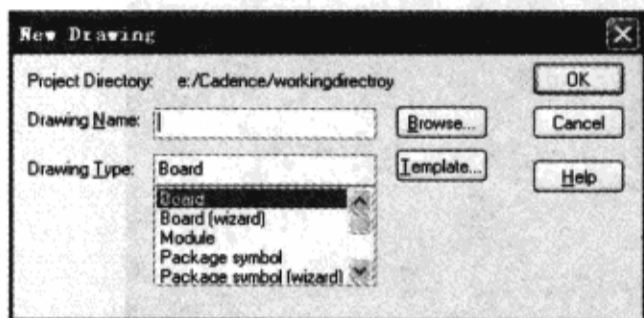 New Drawing
Project Directory: e:/Cadence/workingdirectroy
OK
Drawing Name:
Browse...
Cancel
Drawing Type: Board
Template...
Help
Board
Board (wizard)
Module
Package symbol
Package symbol (wizard)